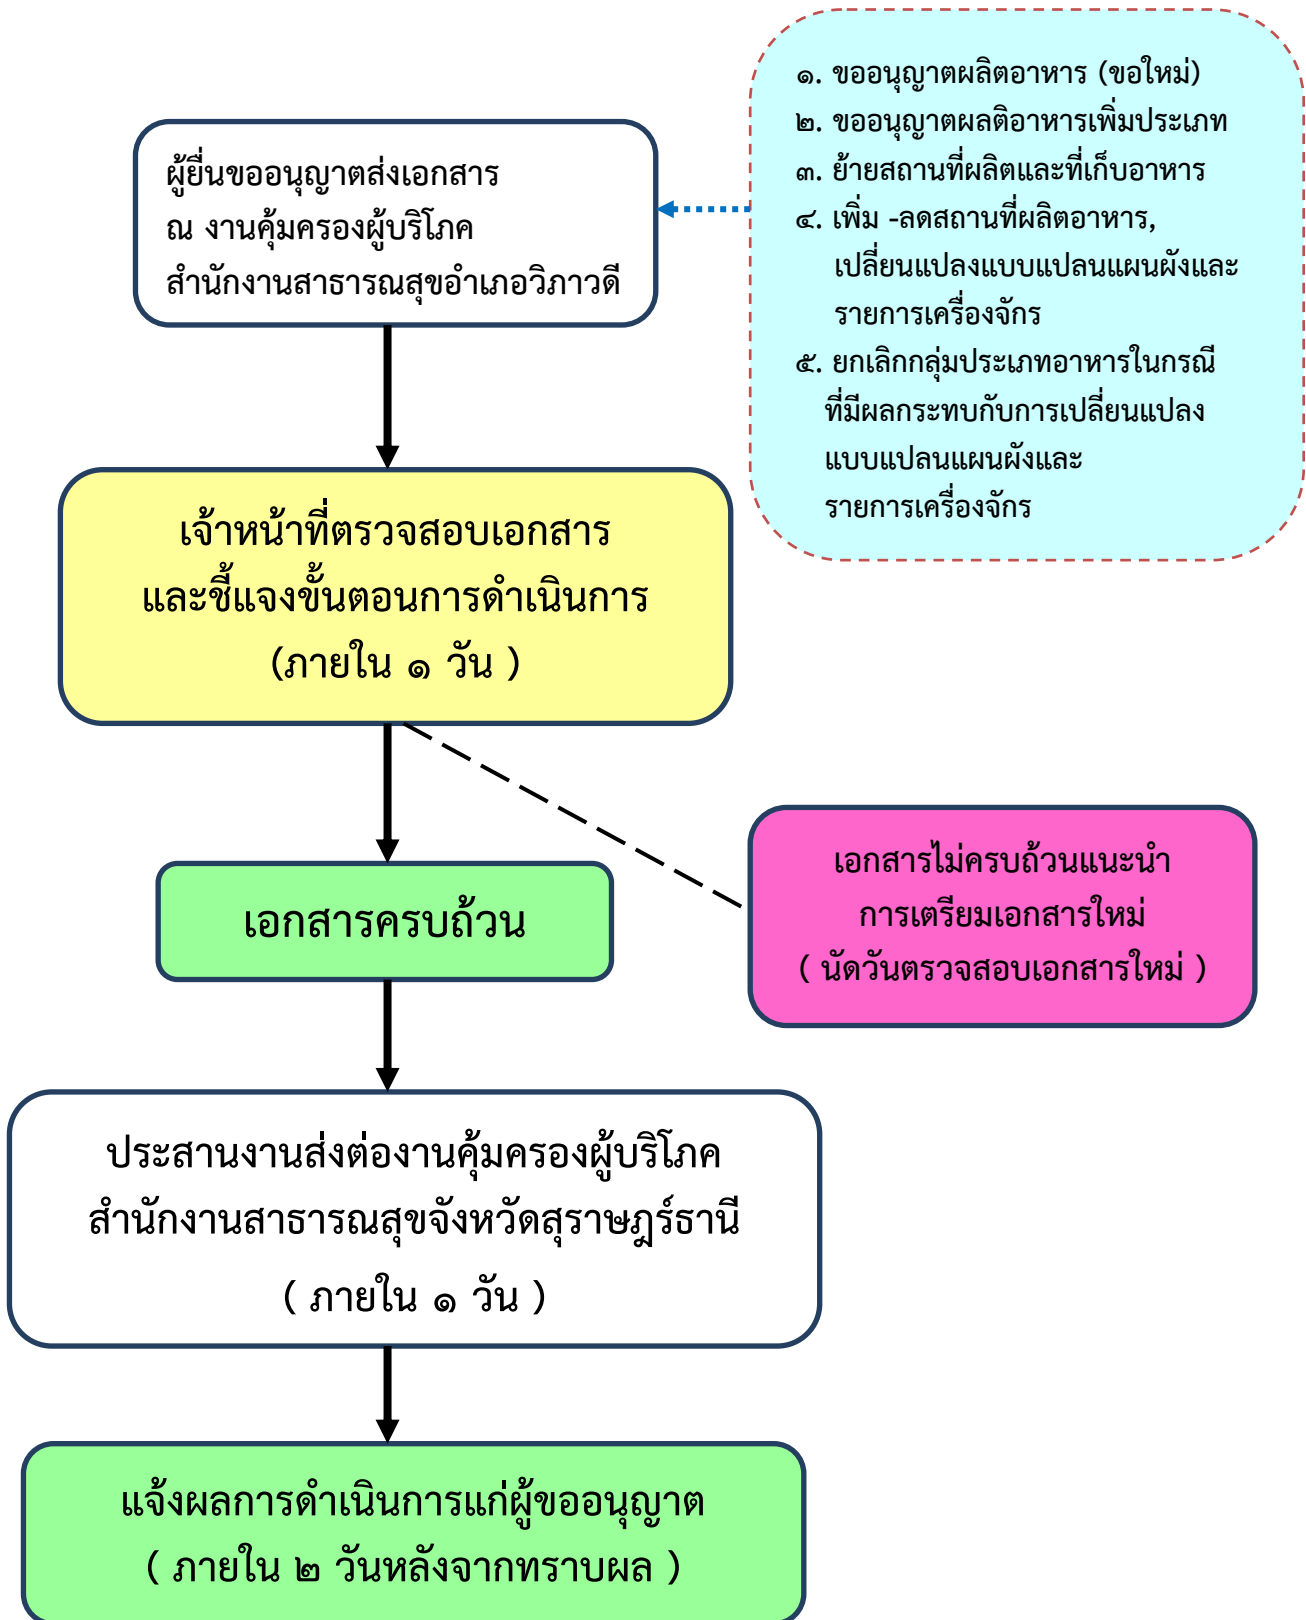 ๑. ขออนุญาตผลิตอาหาร (ขอใหม่)
๒. ขออนุญาตผลติอาหารเพิ่มประเภท
๓. ย้ายสถานที่ผลิตและที่เก็บอาหาร
๔. เพิ่ม -ลดสถานที่ผลิตอาหาร,
เปลี่ยนแปลงแบบแปลนแผนผังและ
รายการเครื่องจักร
๕. ยกเลิกกลุ่มประเภทอาหารในกรณี
ที่มีผลกระทบกับการเปลี่ยนแปลง
แบบแปลนแผนผังและ
รายการเครื่องจักร
ผู้ยื่นขออนุญาตส่งเอกสาร
ณ งานคุ้มครองผู้บริโภค
สำนักงานสาธารณสุขอำเภอวิภาวดี
เจ้าหน้าที่ตรวจสอบเอกสาร
และชี้แจงขั้นตอนการดำเนินการ
(ภายใน ๑ วัน )
เอกสารครบถ้วน
เอกสารไม่ครบถ้วนแนะนำ
การเตรียมเอกสารใหม่
( นัดวันตรวจสอบเอกสารใหม่ )
ประสานงานส่งต่องานคุ้มครองผู้บริโภค
สำนักงานสาธารณสุขจังหวัดสุราษฎร์ธานี
( ภายใน ๑ วัน )
แจ้งผลการดำเนินการแก่ผู้ขออนุญาต
( ภายใน ๒ วันหลังจากทราบผล )